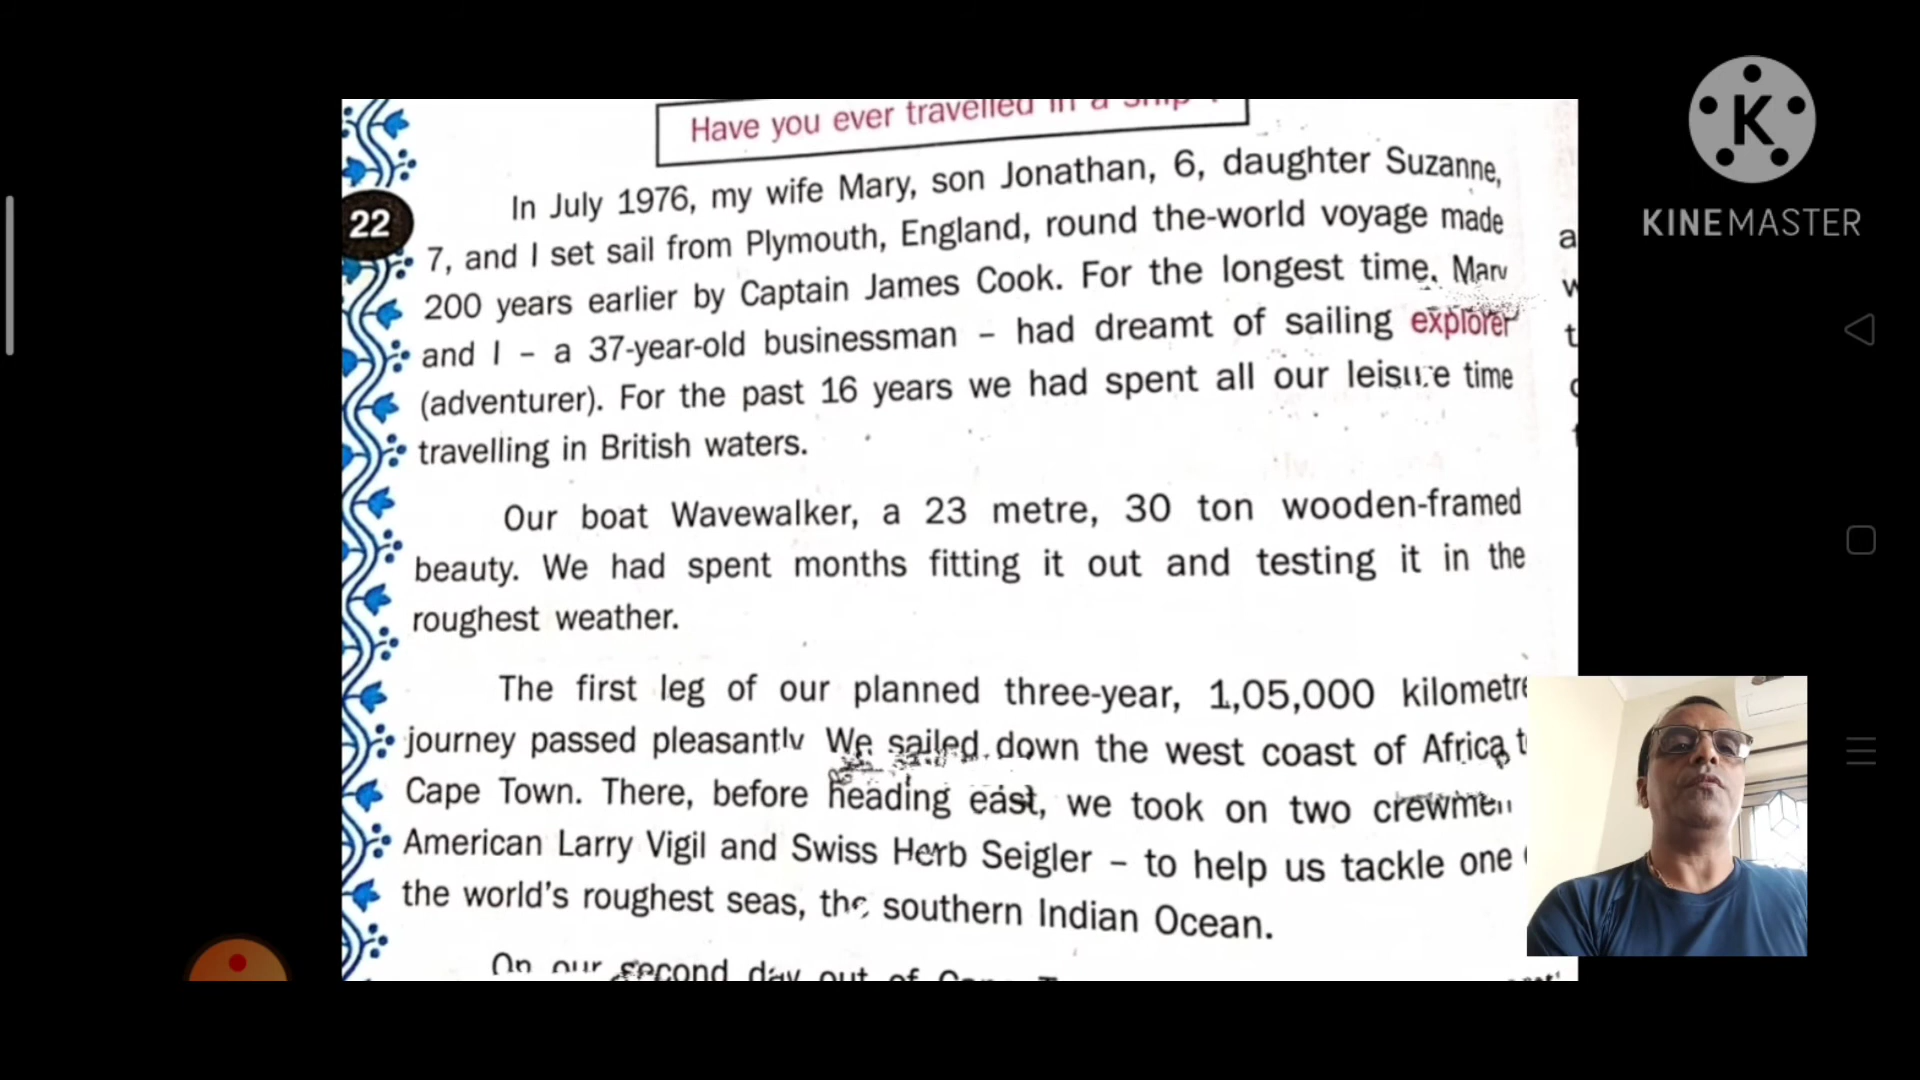 Have you ever travelled in a ship ?
22
In July 1976, my wife Mary, son Jonathan, 6, daughter Suzanne,
7, and I set sail from Plymouth, England, round the-world voyage made
200 years earlier by Captain James Cook. For the longest time, Mary
and I – a 37-year-old businessman – had dreamt of sailing explorer
(adventurer). For the past 16 years we had spent all our leisure time
travelling in British waters.
Our boat Wavewalker, a 23 metre, 30 ton wooden-framed
beauty. We had spent months fitting it out and testing it in the
roughest weather.
The first leg of our planned three-year, 1,05,000 kilometre
journey passed pleasantly We sailed down the west coast of Africa t
Cape Town. There, before heading east, we took on two crewmen
American Larry Vigil and Swiss Herb Seigler – to help us tackle one
the world's roughest seas, the southern Indian Ocean.
On our second day out of
K
KINEMASTER